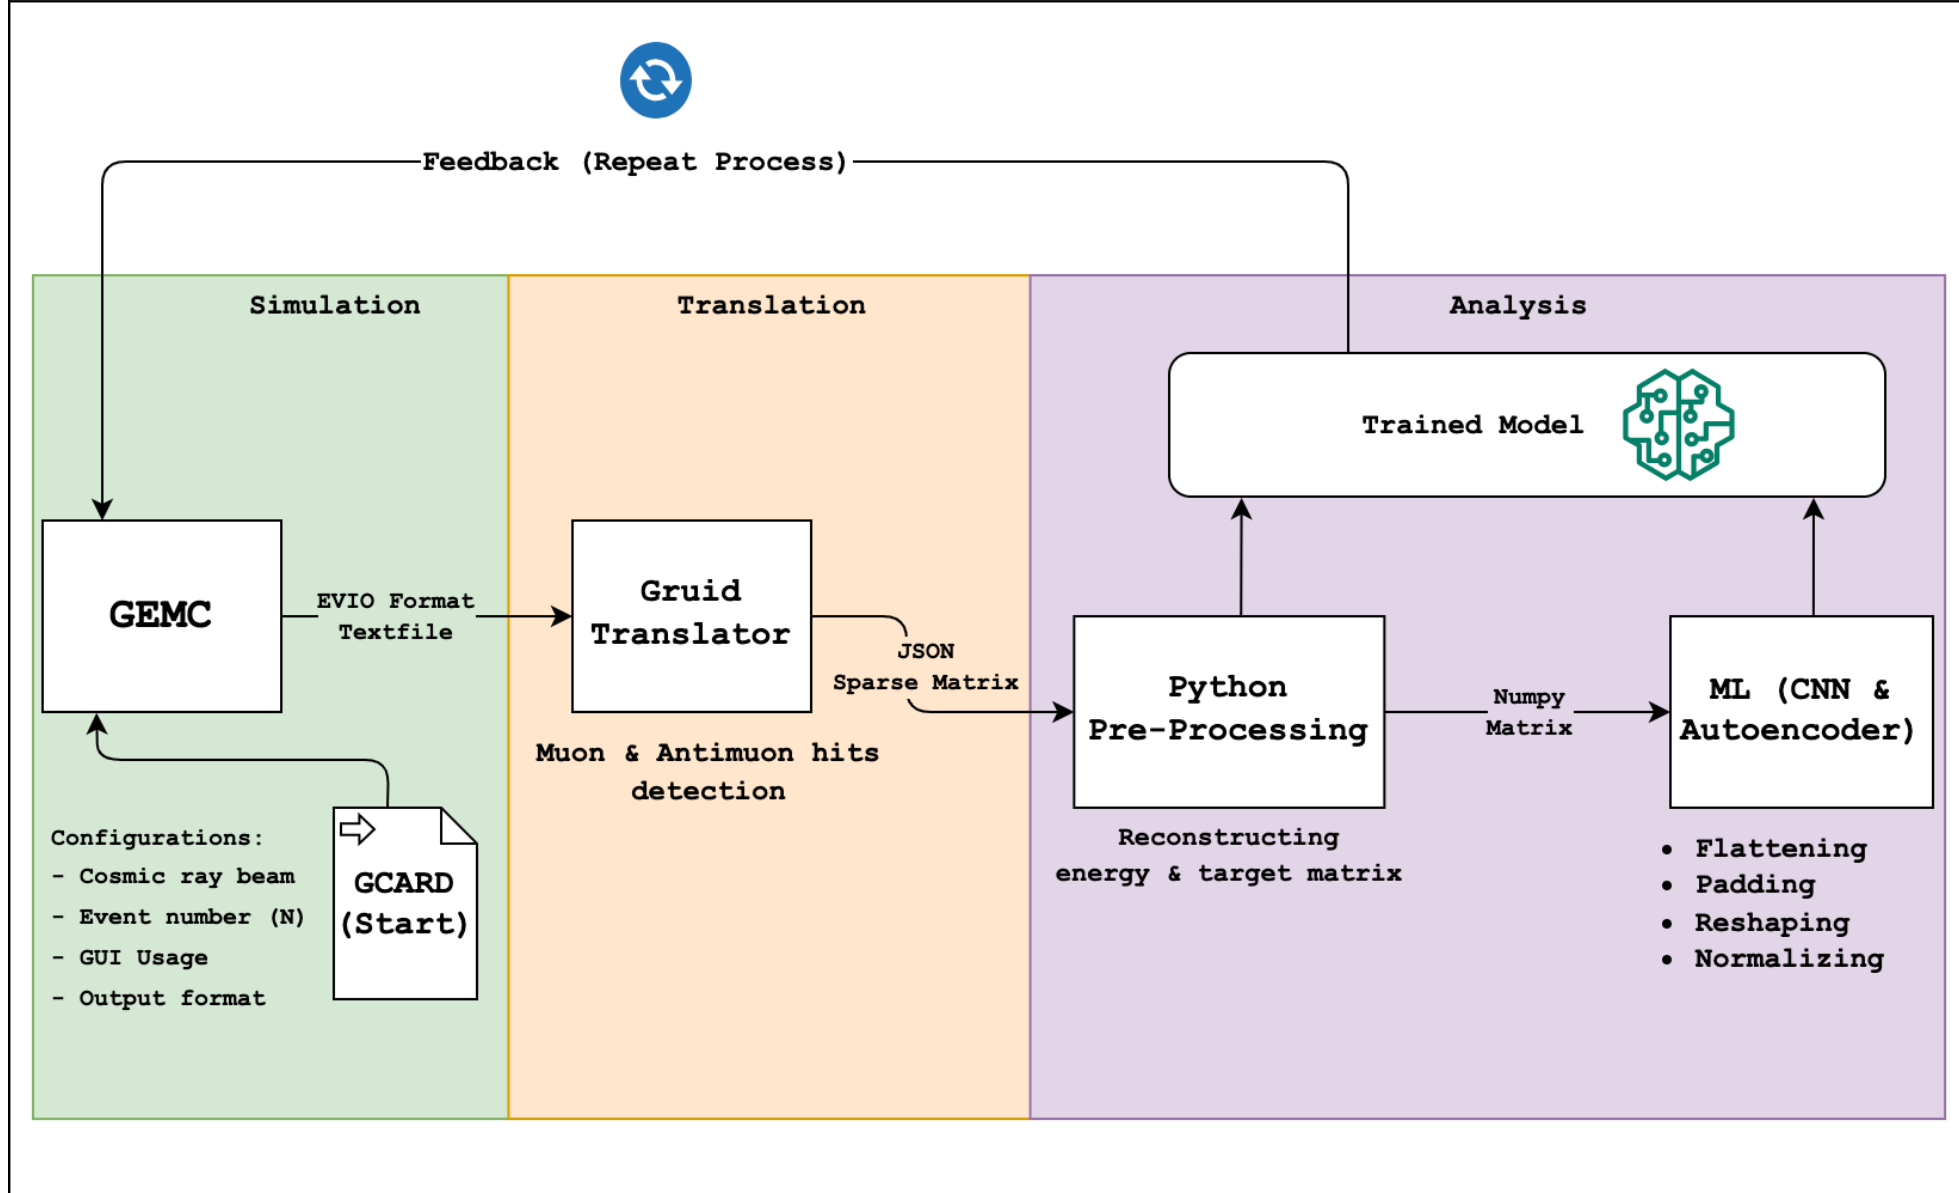 Feedback (Repeat Process)
Simulation
Translation
Analysis
Trained Model
GEMC
EVIO Format
Textfile
Gruid
Translator
JSON
Sparse Matrix
Python
Pre-Processing
Numpy
Matrix
ML (CNN &
Autoencoder)
Muon & Antimuon hits
detection
Configurations:
- Cosmic ray beam
- Event number (N)
- GUI Usage
- Output format
GCARD
(Start)
Reconstructing
energy & target matrix
• Flattening
• Padding
• Reshaping
• Normalizing